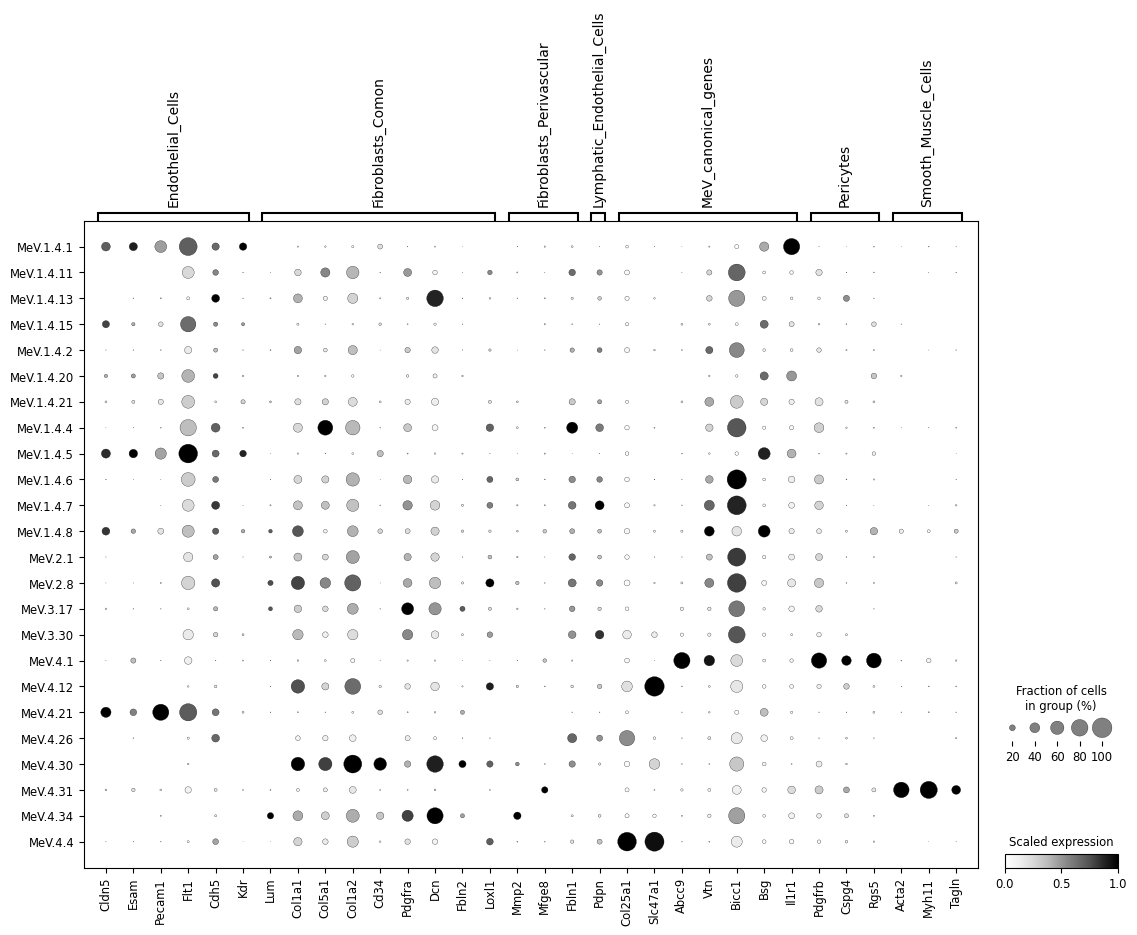 Endothelial_Cells
Fibroblasts_Comon
Fibroblasts_Perivascular
Lymphatic_Endothelial_Cells
MeV_canonical_genes
Pericytes
Smooth_Muscle_Cells
MeV.1.4.1
MeV.1.4.11
MeV.1.4.13
MeV.1.4.15
MeV.1.4.2
MeV.1.4.20
MeV.1.4.21
MeV.1.4.4
MeV.1.4.5
MeV.1.4.6
MeV.1.4.7
MeV.1.4.8
MeV.2.1
MeV.2.8
MeV.3.17
MeV.3.30
MeV.4.1
MeV.4.12
MeV.4.21
MeV.4.26
MeV.4.30
MeV.4.31
MeV.4.34
MeV.4.4
Cldn5
Esam
Pecam1
Flt1
Cdh5
Kdr
Lum
Col1a1
Col5a1
Col1a2
Cd34
Pdgfra
Dcn
Fbln2
Loxl1
Mmp2
Mfge8
Fbln1
Pdpn
Col25a1
Slc47a1
Abcc9
Vtn
Bicc1
Bsg
Il1r1
Pdgfrb
Cspg4
Rgs5
Acta2
Myh11
Tagln
Fraction of cells
in group (%)
20 40 60 80 100
Scaled expression
0.0 0.5 1.0